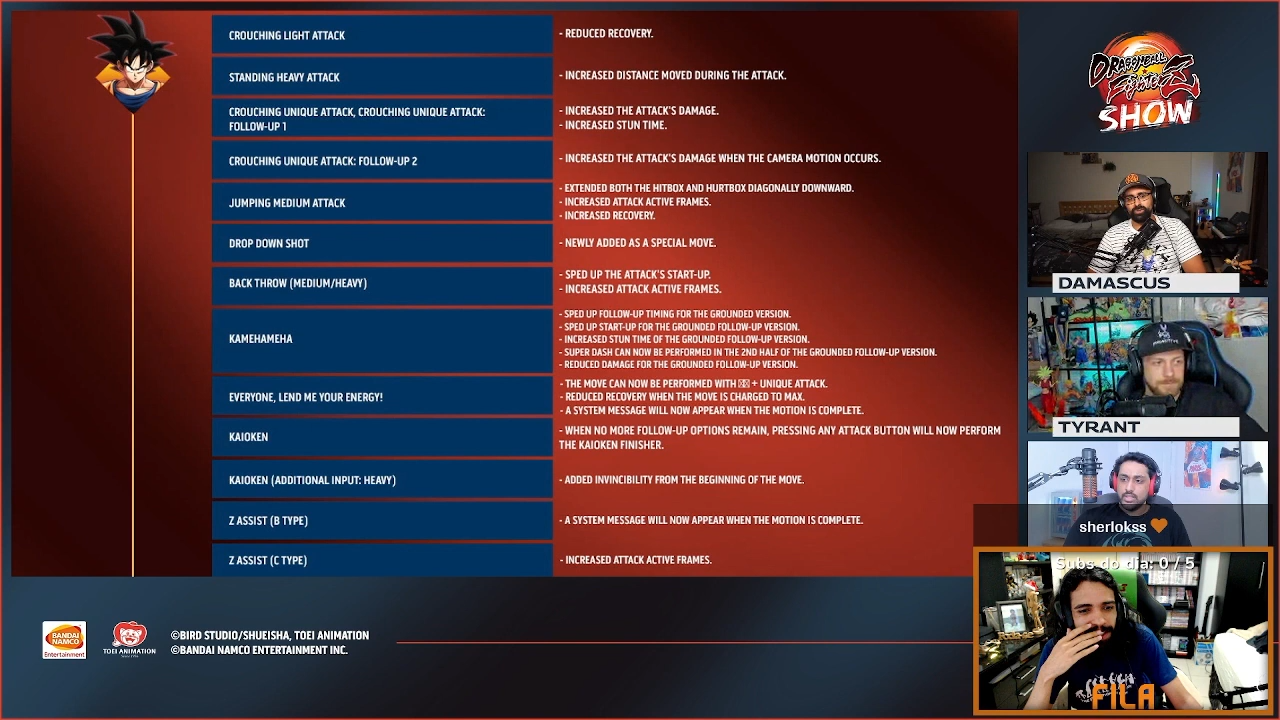 CROUCHING LIGHT ATTACK
- REDUCED RECOVERY.
STANDING HEAVY ATTACK
- INCREASED DISTANCE MOVED DURING THE ATTACK.
CROUCHING UNIQUE ATTACK, CROUCHING UNIQUE ATTACK:
FOLLOW-UP 1
- INCREASED THE ATTACK'S DAMAGE.
- INCREASED STUN TIME.
CROUCHING UNIQUE ATTACK: FOLLOW-UP 2
- INCREASED THE ATTACK'S DAMAGE WHEN THE CAMERA MOTION OCCURS.
JUMPING MEDIUM ATTACK
- EXTENDED BOTH THE HITBOX AND HURTBOX DIAGONALLY DOWNWARD.
- INCREASED ATTACK ACTIVE FRAMES.
- INCREASED RECOVERY.
DROP DOWN SHOT
- NEWLY ADDED AS A SPECIAL MOVE.
BACK THROW (MEDIUM/HEAVY)
- SPED UP THE ATTACK'S START-UP.
- INCREASED ATTACK ACTIVE FRAMES.
KAMEHAMEHA
- SPED UP FOLLOW-UP TIMING FOR THE GROUNDED VERSION.
- SPED UP START-UP FOR THE GROUNDED FOLLOW-UP VERSION.
- INCREASED STUN TIME OF THE GROUNDED FOLLOW-UP VERSION.
- SUPER DASH CAN NOW BE PERFORMED IN THE 2ND HALF OF THE GROUNDED FOLLOW-UP VERSION.
- REDUCED DAMAGE FOR THE GROUNDED FOLLOW-UP VERSION.
EVERYONE, LEND ME YOUR ENERGY!
- THE MOVE CAN NOW BE PERFORMED WITH + UNIQUE ATTACK.
- REDUCED RECOVERY WHEN THE MOVE IS CHARGED TO MAX.
- A SYSTEM MESSAGE WILL NOW APPEAR WHEN THE MOTION IS COMPLETE.
KAIOKEN
- WHEN NO MORE FOLLOW-UP OPTIONS REMAIN, PRESSING ANY ATTACK BUTTON WILL NOW PERFORM
THE KAIOKEN FINISHER.
KAIOKEN (ADDITIONAL INPUT: HEAVY)
- ADDED INVINCIBILITY FROM THE BEGINNING OF THE MOVE.
Z ASSIST (B TYPE)
- A SYSTEM MESSAGE WILL NOW APPEAR WHEN THE MOTION IS COMPLETE.
Z ASSIST (C TYPE)
- INCREASED ATTACK ACTIVE FRAMES.
DRAGONBALL
FighterZ
SHOW
DAMASCUS
TYRANT
sherlokss 🧡
Subs do dia: 0 / 5
FILA
BANDAI
NAMCO
Entertainment
TOEI ANIMATION
©BIRD STUDIO/SHUEISHA, TOEI ANIMATION
©BANDAI NAMCO ENTERTAINMENT INC.